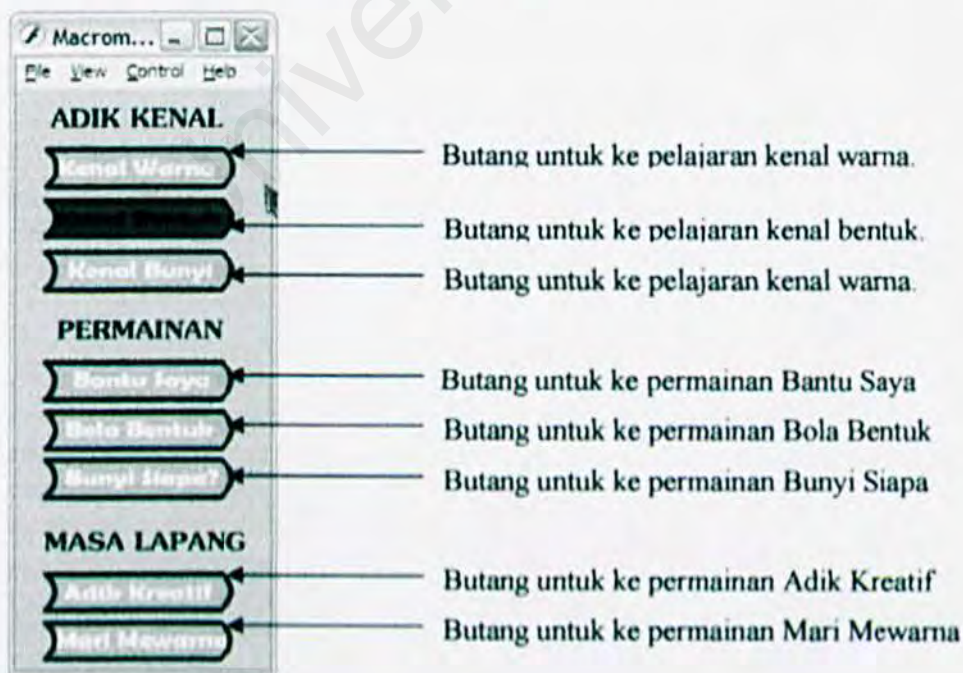 Macrom...
File View Control Help
ADIK KENAL
Kenal Warna
Butang untuk ke pelajaran kenal warna.
Butang untuk ke pelajaran kenal bentuk.
Kenal Bunyi
Butang untuk ke pelajaran kenal warna.
PERMAINAN
Bantu Saya
Butang untuk ke permainan Bantu Saya
Bola Bentuk
Butang untuk ke permainan Bola Bentuk
Bunyi Siapa?
Butang untuk ke permainan Bunyi Siapa
MASA LAPANG
Adik Kreatif
Butang untuk ke permainan Adik Kreatif
Mari Mewarna
Butang untuk ke permainan Mari Mewarna